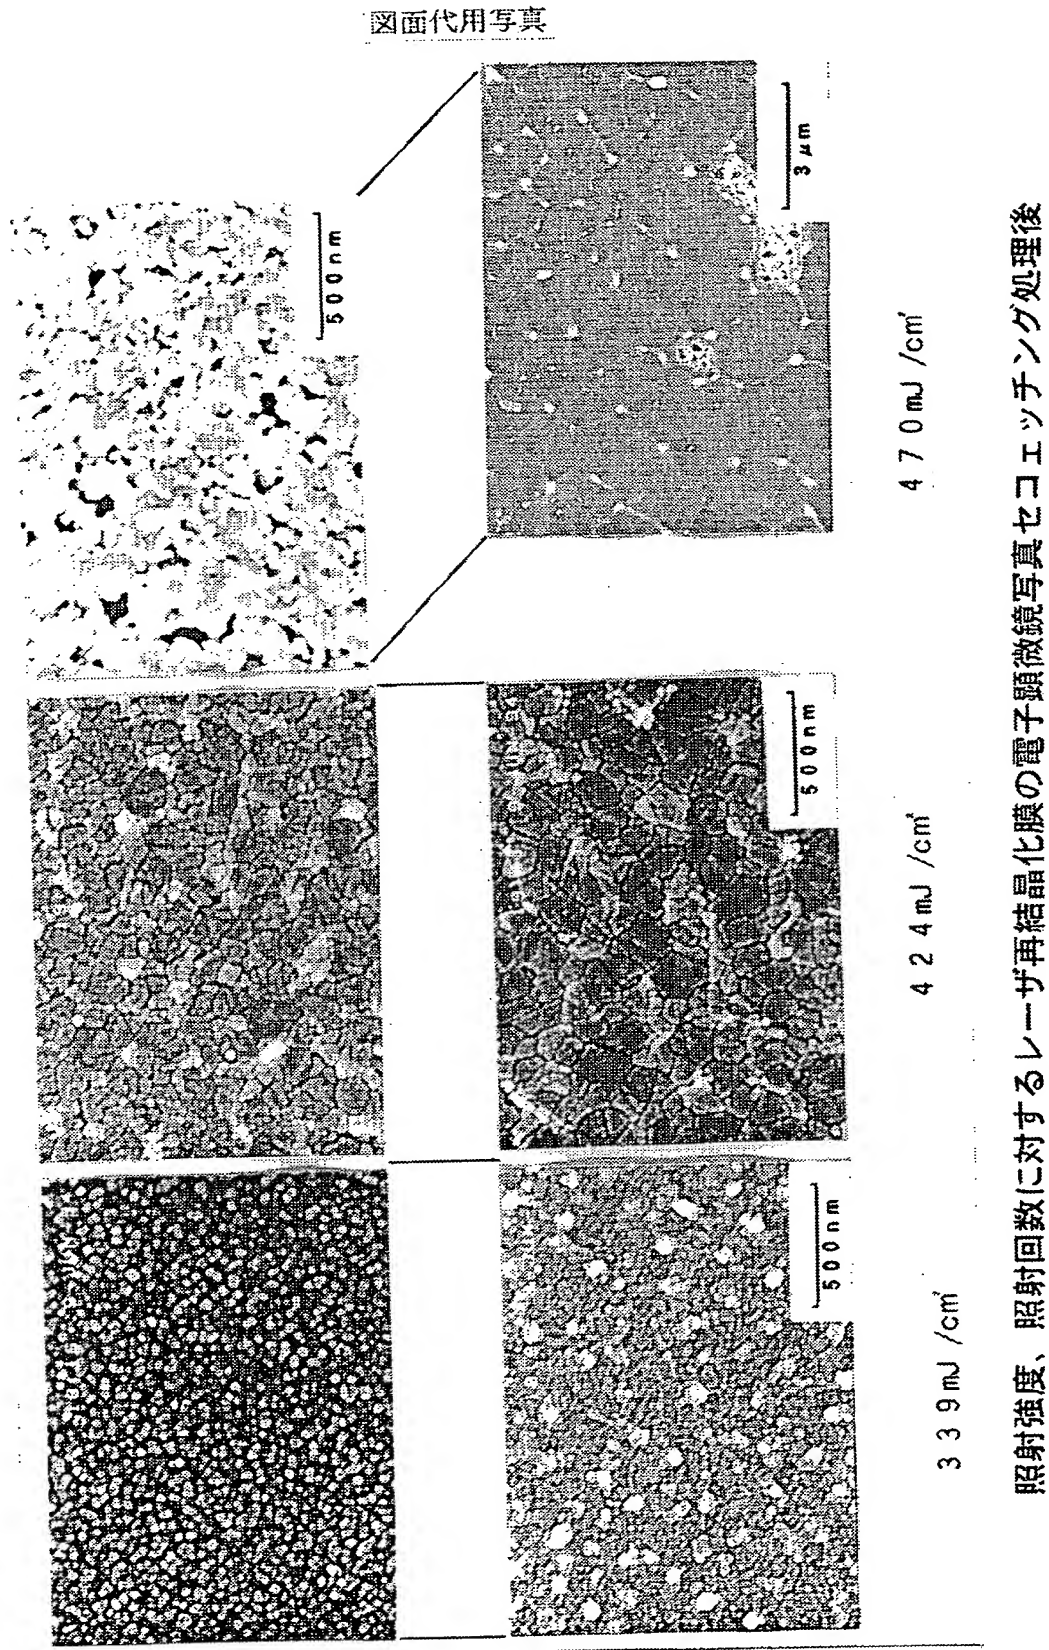 図面代用写真
500nm
3μm
500nm
500nm
470mJ/c㎡
424mJ/c㎡
339mJ/c㎡
照射強度、照射回数に対するレーザ再結晶化膜の電子顕微鏡写真セコエッチング処理後